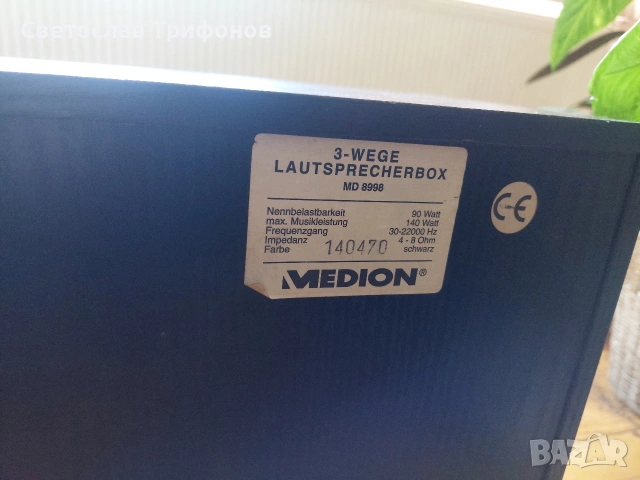 Светослав Трифонов
3-WEGE
LAUTSPRECHERBOX
MD 8998
Nennbelastbarkeit 90 Watt
max. Musikleistung 140 Watt
Frequenzgang 30-22000 Hz
Impedanz 4 - 8 Ohm
Farbe 140470 schwarz
MEDION®
CE
BAZAR